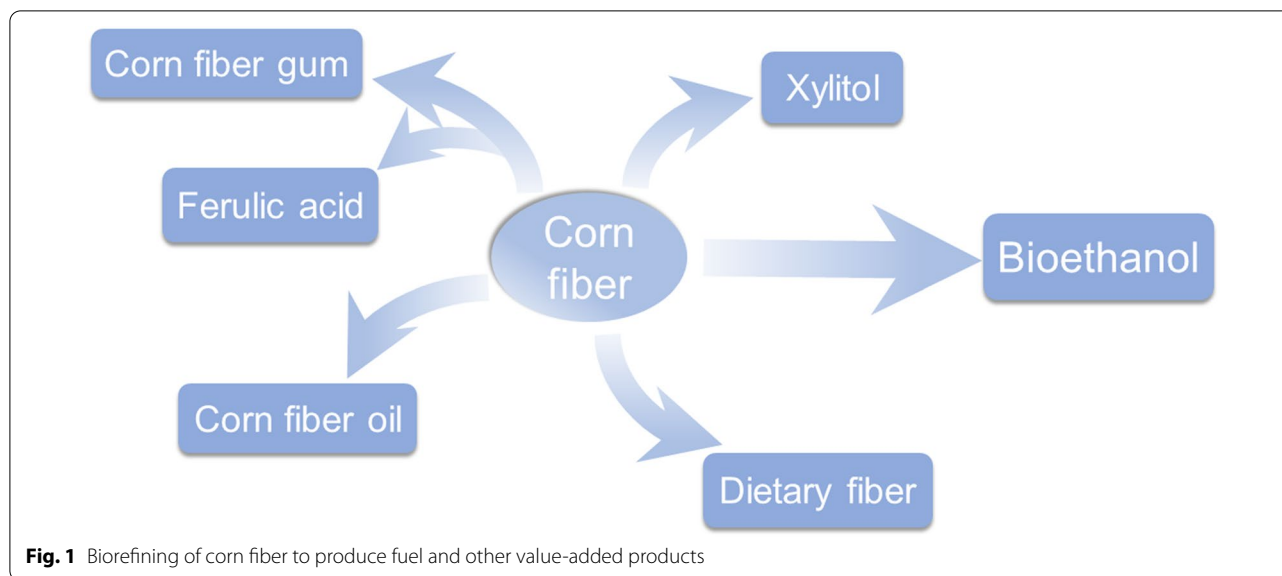 Corn fiber gum
Xylitol
Ferulic acid
Corn
fiber
Bioethanol
Corn fiber oil
Dietary fiber
Fig. 1 Biorefining of corn fiber to produce fuel and other value-added products